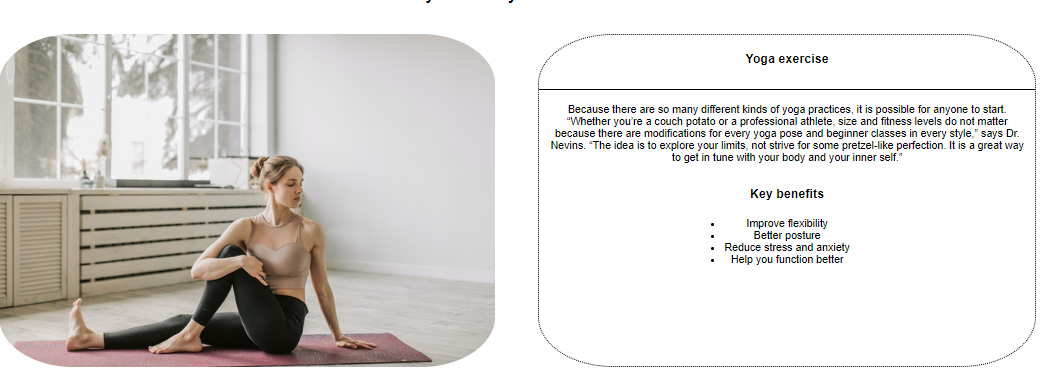 Yoga exercise
Because there are so many different kinds of yoga practices, it is possible for anyone to start.
“Whether you’re a couch potato or a professional athlete, size and fitness levels do not matter
because there are modifications for every yoga pose and beginner classes in every style,” says Dr.
Nevins. “The idea is to explore your limits, not strive for some pretzel-like perfection. It is a great way
to get in tune with your body and your inner self.”
Key benefits
• Improve flexibility
• Better posture
• Reduce stress and anxiety
• Help you function better